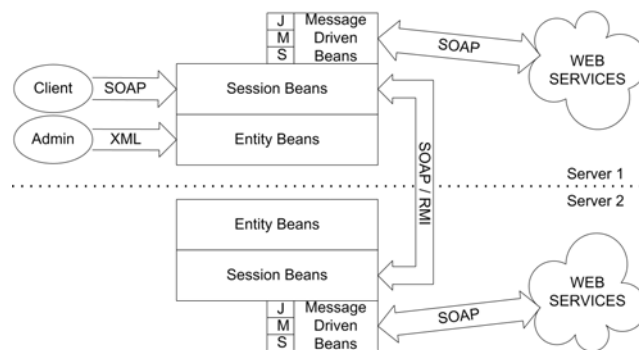 J Message
M Driven
S Beans
SOAP
WEB
SERVICES
Client
SOAP
Session Beans
Admin
XML
Entity Beans
SOAP / RMI
Server 1
Server 2
Entity Beans
Session Beans
J Message
M Driven
S Beans
SOAP
WEB
SERVICES